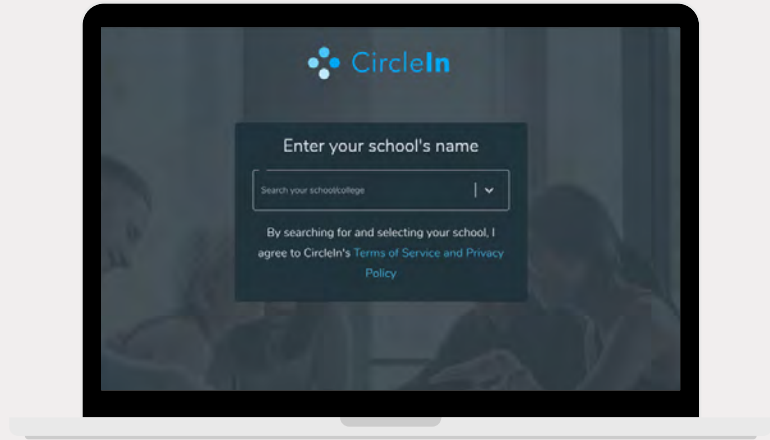 CircleIn
Enter your school's name
Search your school/college
By searching for and selecting your school, I
agree to CircleIn's Terms of Service and Privacy
Policy